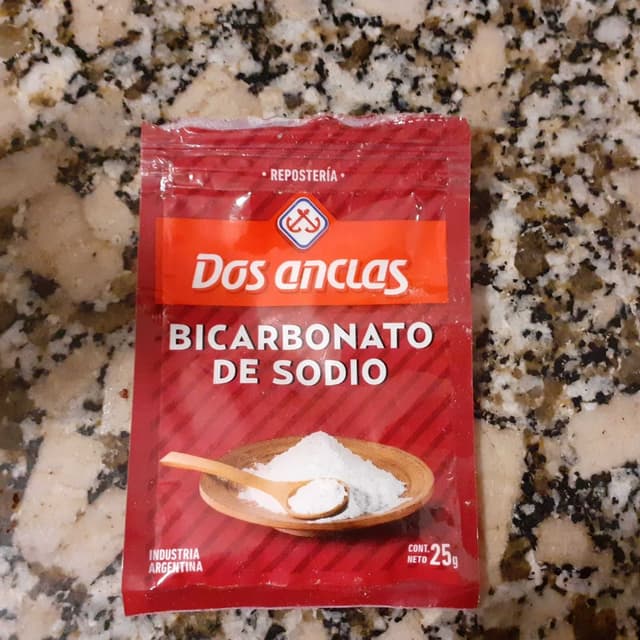 • REPOSTERÍA •
Dos anclas
BICARBONATO
DE SODIO
INDUSTRIA
ARGENTINA
CONT.
NETO 25g